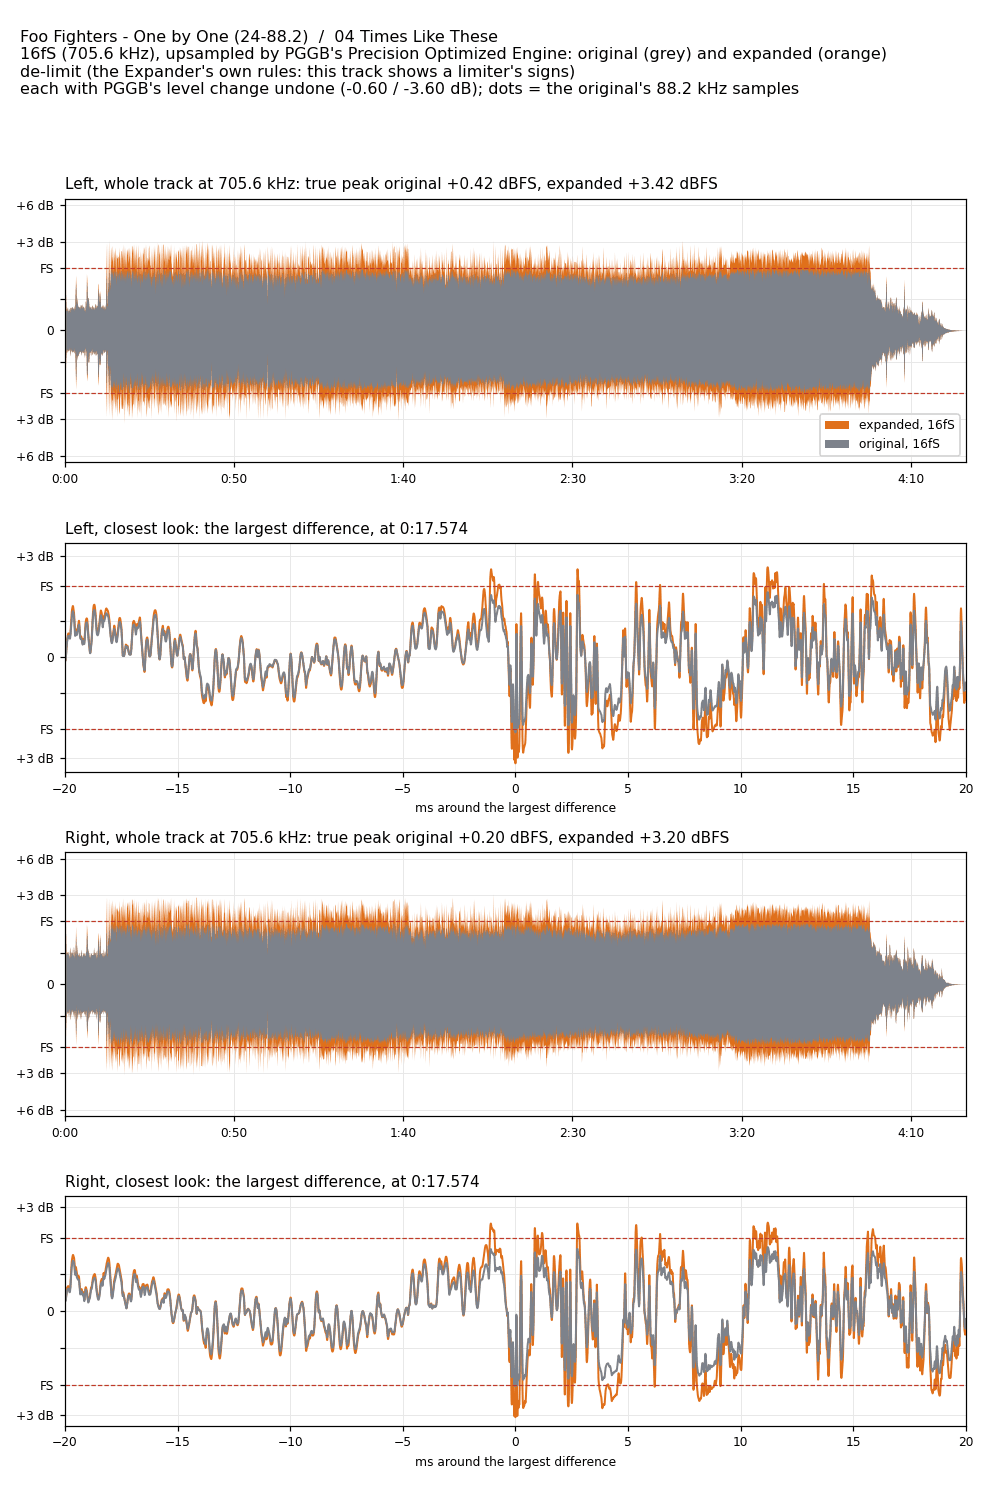 Foo Fighters - One by One (24-88.2)  /  04 Times Like These
16fS (705.6 kHz), upsampled by PGGB's Precision Optimized Engine: original (grey) and expanded (orange)
de-limit (the Expander's own rules: this track shows a limiter's signs)
each with PGGB's level change undone (-0.60 / -3.60 dB); dots = the original's 88.2 kHz samples
Left, whole track at 705.6 kHz: true peak original +0.42 dBFS, expanded +3.42 dBFS
+6 dB
+3 dB
FS
0
FS
+3 dB
+6 dB
expanded, 16fS
original, 16fS
0:00 0:50 1:40 2:30 3:20 4:10
Left, closest look: the largest difference, at 0:17.574
+3 dB
FS
0
FS
+3 dB
−20 −15 −10 −5 0 5 10 15 20
ms around the largest difference
Right, whole track at 705.6 kHz: true peak original +0.20 dBFS, expanded +3.20 dBFS
+6 dB
+3 dB
FS
0
FS
+3 dB
+6 dB
0:00 0:50 1:40 2:30 3:20 4:10
Right, closest look: the largest difference, at 0:17.574
+3 dB
FS
0
FS
+3 dB
−20 −15 −10 −5 0 5 10 15 20
ms around the largest difference